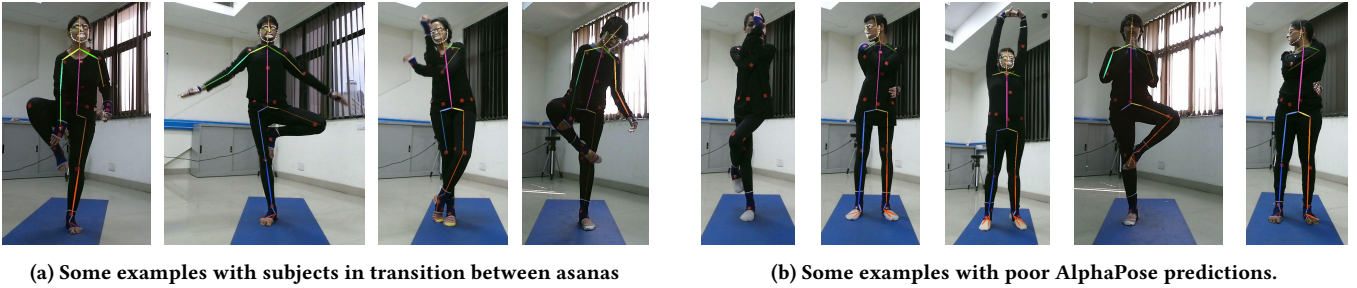 (a) Some examples with subjects in transition between asanas
(b) Some examples with poor AlphaPose predictions.